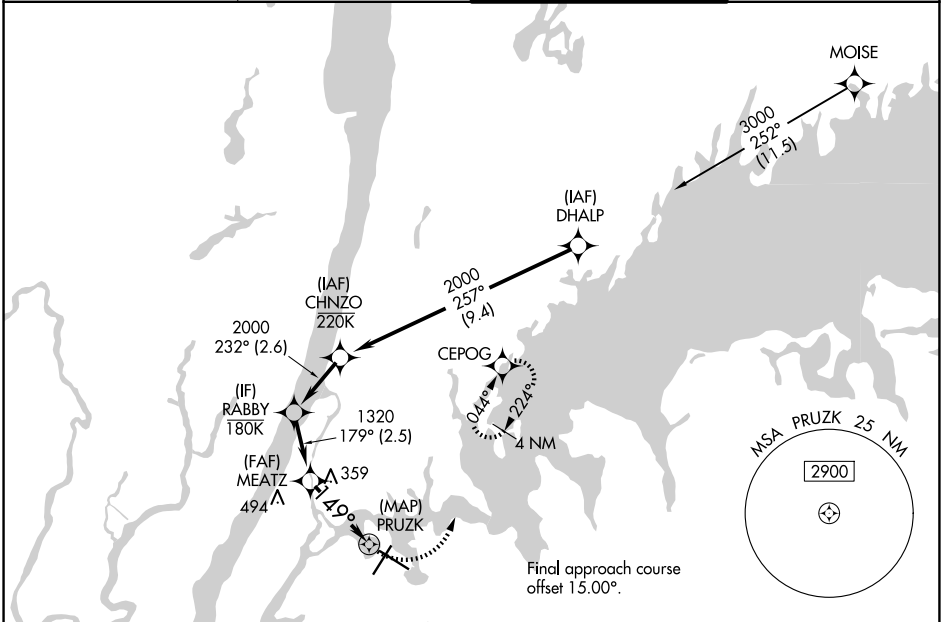 MOISE
3000
252°
(11.5)
(IAF)
DHALP
2000
257°
(9.4)
(IAF)
CHNZO
220K
2000
232° (2.6)
CEPOG
044°
224°
4 NM
(IF)
RABBY
180K
1320
179° (2.5)
(FAF)
MEATZ
359
494
149°
(MAP)
PRUZK
MSA PRUZK 25 NM
2900
Final approach course
offset 15.00°.